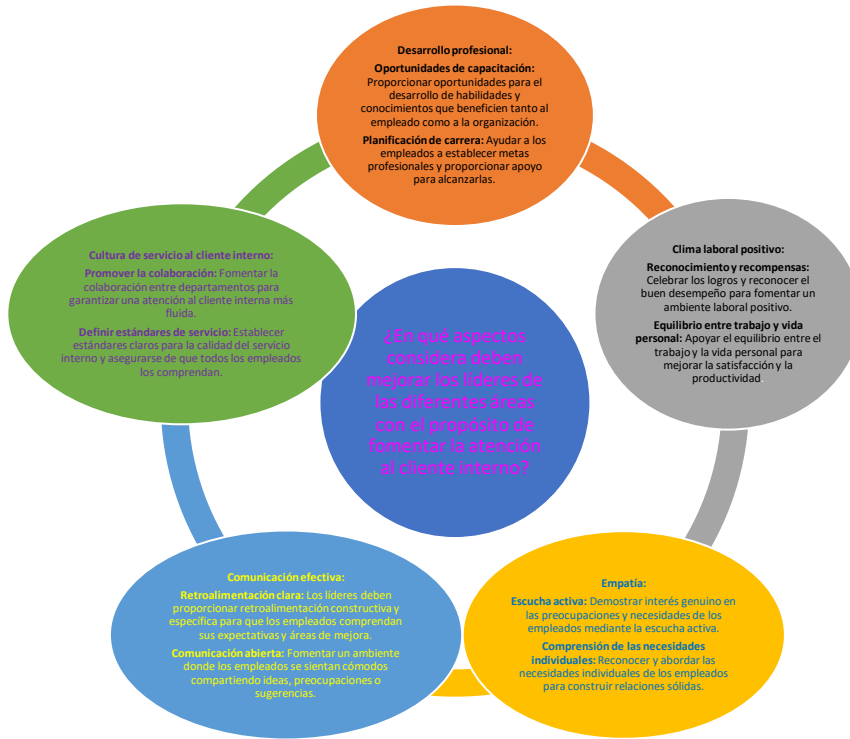 Desarrollo profesional:
Oportunidades de capacitación:
Proporcionar oportunidades para el
desarrollo de habilidades y
conocimientos que beneficien tanto al
empleado como a la organización.
Planificación de carrera: Ayudar a los
empleados a establecer metas
profesionales y proporcionar apoyo
para alcanzarlas.
Clima laboral positivo:
Reconocimiento y recompensas:
Celebrar los logros y reconocer el
buen desempeño para fomentar un
ambiente laboral positivo.
Equilibrio entre trabajo y vida
personal: Apoyar el equilibrio entre el
trabajo y la vida personal para
mejorar la satisfacción y la
productividad.
Empatía:
Escucha activa: Demostrar interés genuino en
las preocupaciones y necesidades de los
empleados mediante la escucha activa.
Comprensión de las necesidades
individuales: Reconocer y abordar las
necesidades individuales de los empleados
para construir relaciones sólidas.
Comunicación efectiva:
Retroalimentación clara: Los líderes deben
proporcionar retroalimentación constructiva y
específica para que los empleados comprendan
sus expectativas y áreas de mejora.
Comunicación abierta: Fomentar un ambiente
donde los empleados se sientan cómodos
compartiendo ideas, preocupaciones o
sugerencias.
Cultura de servicio al cliente interno:
Promover la colaboración: Fomentar la
colaboración entre departamentos para
garantizar una atención al cliente interna más
fluida.
Definir estándares de servicio: Establecer
estándares claros para la calidad del servicio
interno y asegurarse de que todos los empleados
los comprendan.
¿En qué aspectos
considera deben
mejorar los líderes de
las diferentes áreas
con el propósito de
fomentar la atención
al cliente interno?